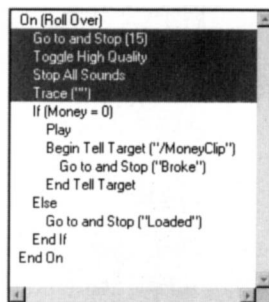 On (Roll Over)
Go to and Stop (15)
Toggle High Quality
Stop All Sounds
Trace ("")
If (Money = 0)
Play
Begin Tell Target ("/MoneyClip")
Go to and Stop ("Broke")
End Tell Target
Else
Go to and Stop ("Loaded")
End If
End On